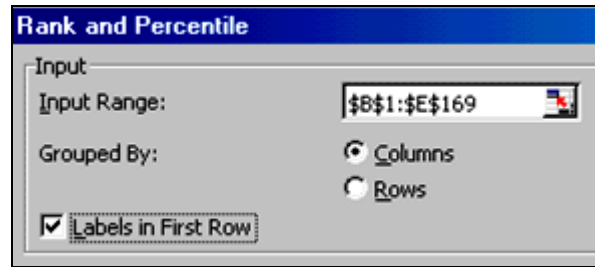 Rank and Percentile
Input
Input Range: $B$1:$E$169
Grouped By: Columns
Rows
Labels in First Row